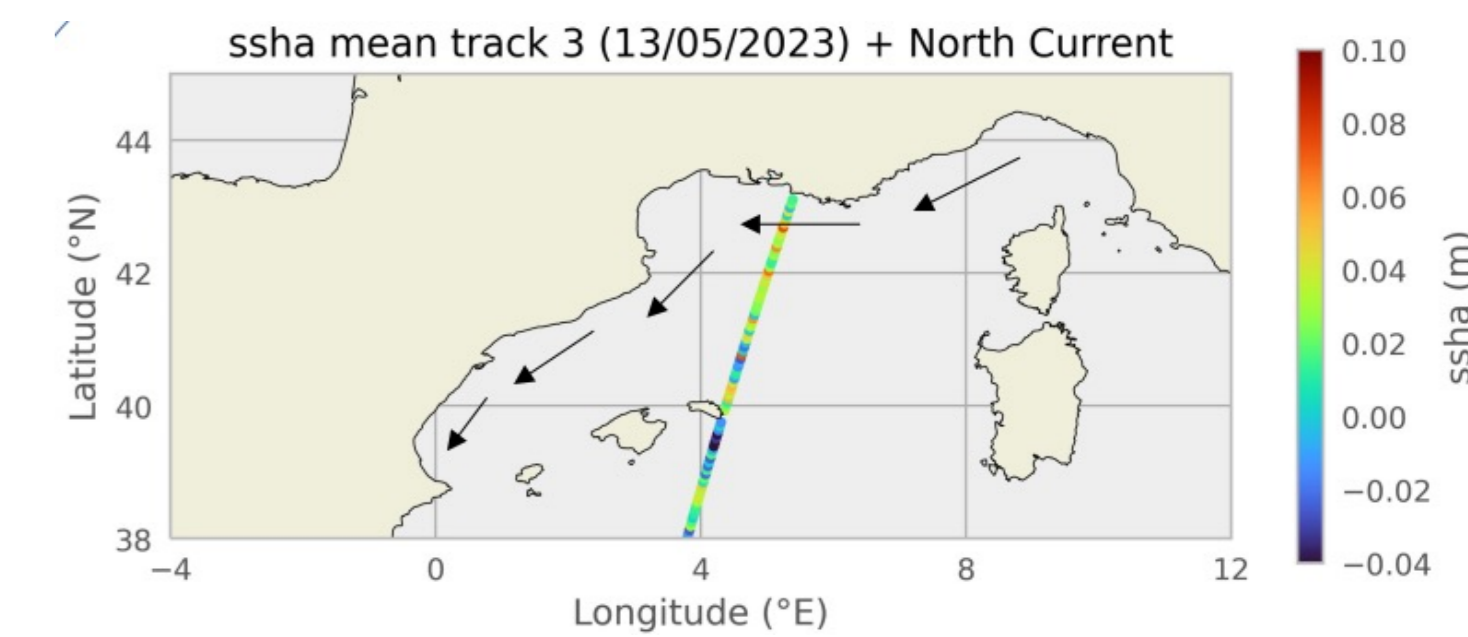 ssha mean track 3 (13/05/2023) + North Current
0.10
0.08
0.06
0.04
0.02
0.00
−0.02
−0.04
ssha (m)
44
42
40
38
Latitude (°N)
−4 0 4 8 12
Longitude (°E)